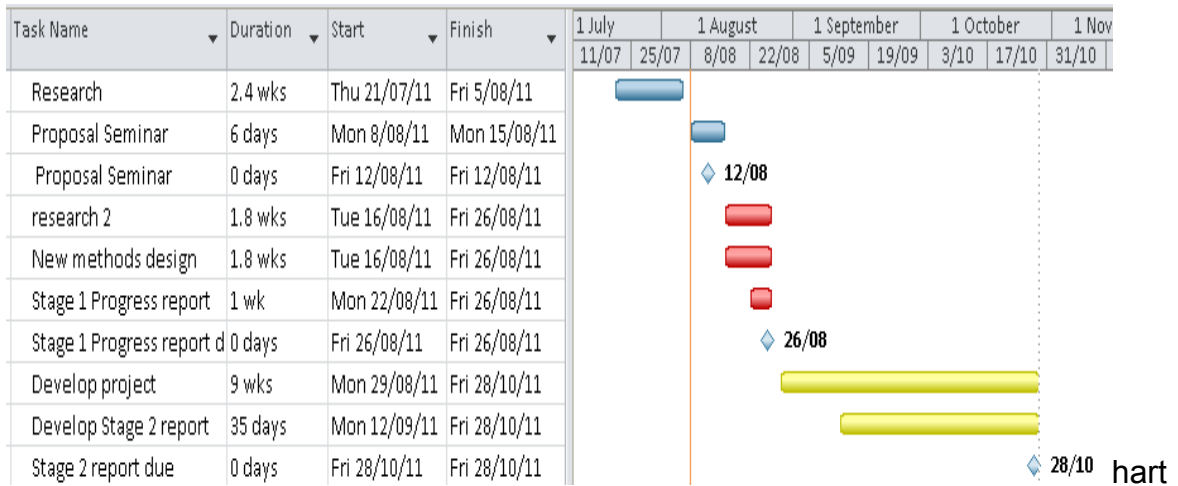 Task Name Duration Start Finish 1 July 1 August 1 September 1 October 1 Nov
11/07 25/07 8/08 22/08 5/09 19/09 3/10 17/10 31/10
Research 2.4 wks Thu 21/07/11 Fri 5/08/11
Proposal Seminar 6 days Mon 8/08/11 Mon 15/08/11
Proposal Seminar 0 days Fri 12/08/11 Fri 12/08/11 12/08
research 2 1.8 wks Tue 16/08/11 Fri 26/08/11
New methods design 1.8 wks Tue 16/08/11 Fri 26/08/11
Stage 1 Progress report 1 wk Mon 22/08/11 Fri 26/08/11
Stage 1 Progress report d 0 days Fri 26/08/11 Fri 26/08/11 26/08
Develop project 9 wks Mon 29/08/11 Fri 28/10/11
Develop Stage 2 report 35 days Mon 12/09/11 Fri 28/10/11
Stage 2 report due 0 days Fri 28/10/11 Fri 28/10/11 28/10 hart